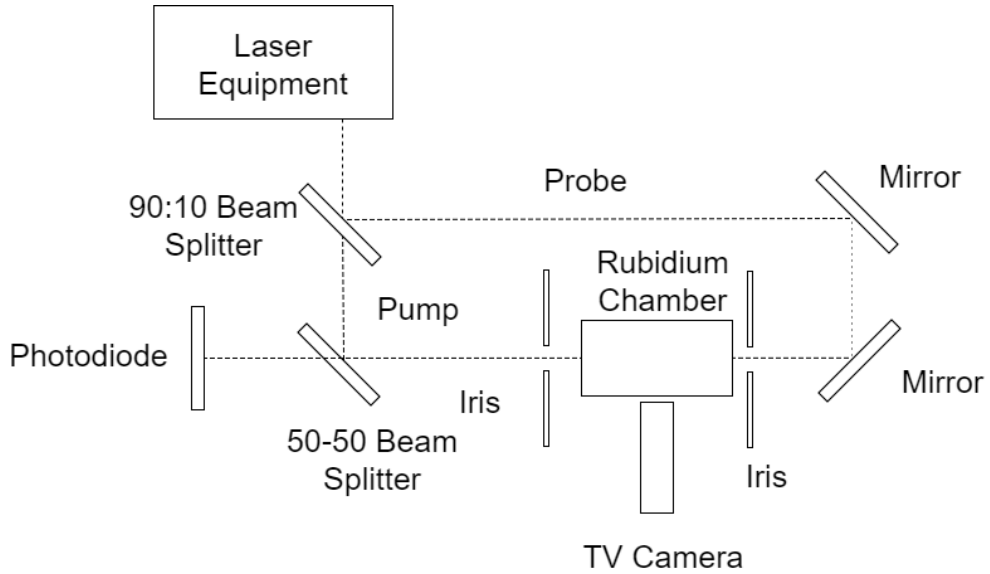 Laser
Equipment
Probe
Mirror
90:10 Beam
Splitter
Rubidium
Chamber
Pump
Photodiode
Iris
Mirror
50-50 Beam
Splitter
Iris
TV Camera